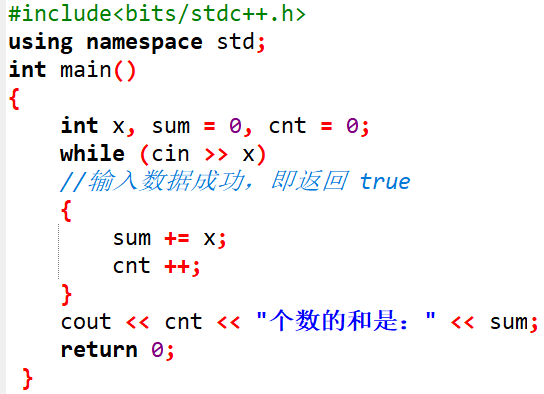 #include<bits/stdc++.h>
using namespace std;
int main()
{
    int x, sum = 0, cnt = 0;
    while (cin >> x)
    //输入数据成功，即返回 true
    {
        sum += x;
        cnt ++;
    }
    cout << cnt << "个数的和是：" << sum;
    return 0;
}